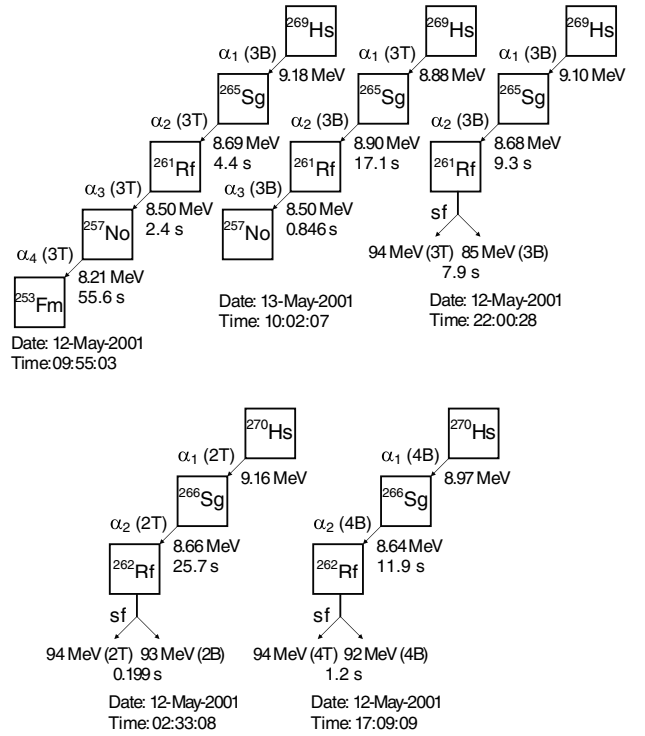 ²⁶⁹Hs
α₁ (3B)
9.18 MeV
²⁶⁵Sg
α₂ (3T)
8.69 MeV
4.4 s
²⁶¹Rf
α₃ (3T)
8.50 MeV
2.4 s
²⁵⁷No
α₄ (3T)
8.21 MeV
55.6 s
²⁵³Fm
Date: 12-May-2001
Time: 09:55:03
²⁶⁹Hs
α₁ (3T)
8.88 MeV
²⁶⁵Sg
α₂ (3B)
8.90 MeV
17.1 s
²⁶¹Rf
α₃ (3B)
8.50 MeV
0.846 s
²⁵⁷No
Date: 13-May-2001
Time: 10:02:07
²⁶⁹Hs
α₁ (3B)
9.10 MeV
²⁶⁵Sg
α₂ (3B)
8.68 MeV
9.3 s
²⁶¹Rf
sf
94 MeV (3T) 85 MeV (3B)
7.9 s
Date: 12-May-2001
Time: 22:00:28
²⁷⁰Hs
α₁ (2T)
9.16 MeV
²⁶⁶Sg
α₂ (2T)
8.66 MeV
25.7 s
²⁶²Rf
sf
94 MeV (2T) 93 MeV (2B)
0.199 s
Date: 12-May-2001
Time: 02:33:08
²⁷⁰Hs
α₁ (4B)
8.97 MeV
²⁶⁶Sg
α₂ (4B)
8.64 MeV
11.9 s
²⁶²Rf
sf
94 MeV (4T) 92 MeV (4B)
1.2 s
Date: 12-May-2001
Time: 17:09:09